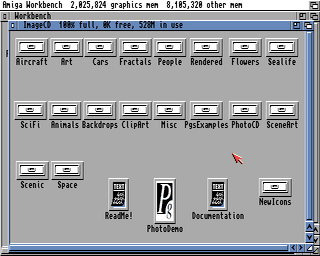 Amiga Workbench 2,025,824 graphics mem 8,105,320 other mem
Workbench
ImageCD 100% full, 0K free, 528M in use
Aircraft Art Cars Fractals People Rendered Flowers Sealife
SciFi Animals Backdrops ClipArt Misc PgsExamples PhotoCD SceneArt
Scenic Space
TEXT TEXT
ReadMe! Ps Documentation NewIcons
PhotoDemo